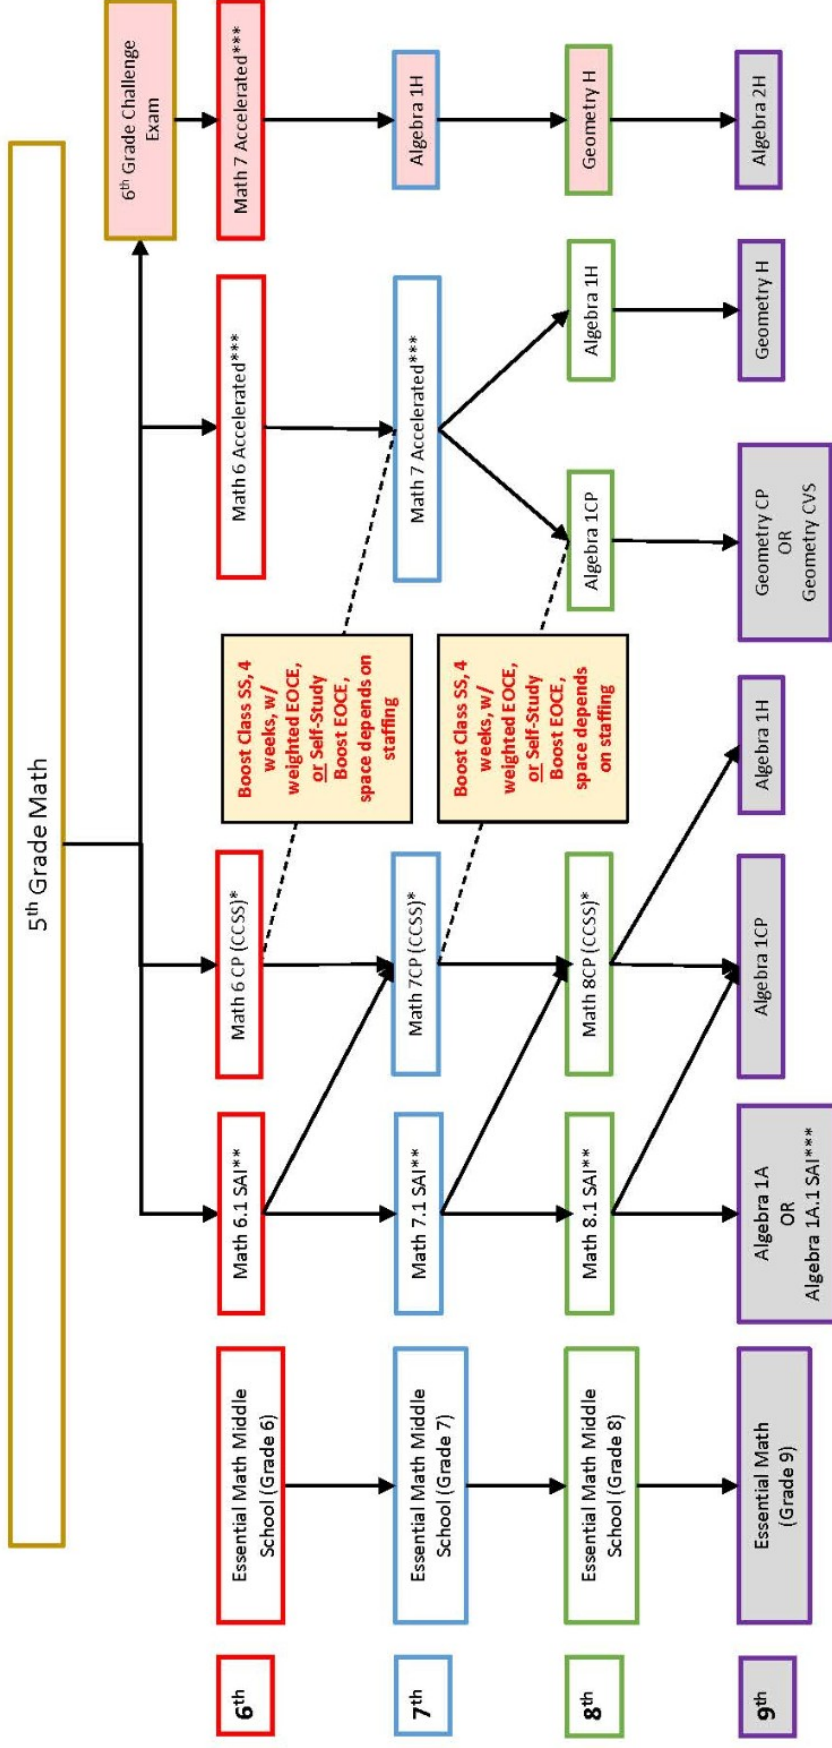 5th Grade Math
6th Grade Challenge
Exam
6th
Essential Math Middle
School (Grade 6)
Math 6.1 SAI**
Math 6 CP (CCSS)*
Boost Class SS, 4
weeks, w/
weighted EOCE,
or Self-Study
Boost EOCE,
space depends on
staffing
Math 6 Accelerated***
Math 7 Accelerated***
7th
Essential Math Middle
School (Grade 7)
Math 7.1 SAI**
Math 7CP (CCSS)*
Boost Class SS, 4
weeks, w/
weighted EOCE,
or Self-Study
Boost EOCE,
space depends
on staffing
Math 7 Accelerated***
Algebra 1H
8th
Essential Math Middle
School (Grade 8)
Math 8.1 SAI**
Math 8CP (CCSS)*
Algebra 1CP
Algebra 1H
Geometry H
9th
Essential Math
(Grade 9)
Algebra 1A
OR
Algebra 1A.1 SAI***
Algebra 1CP
Algebra 1H
Geometry CP
OR
Geometry CVS
Geometry H
Algebra 2H